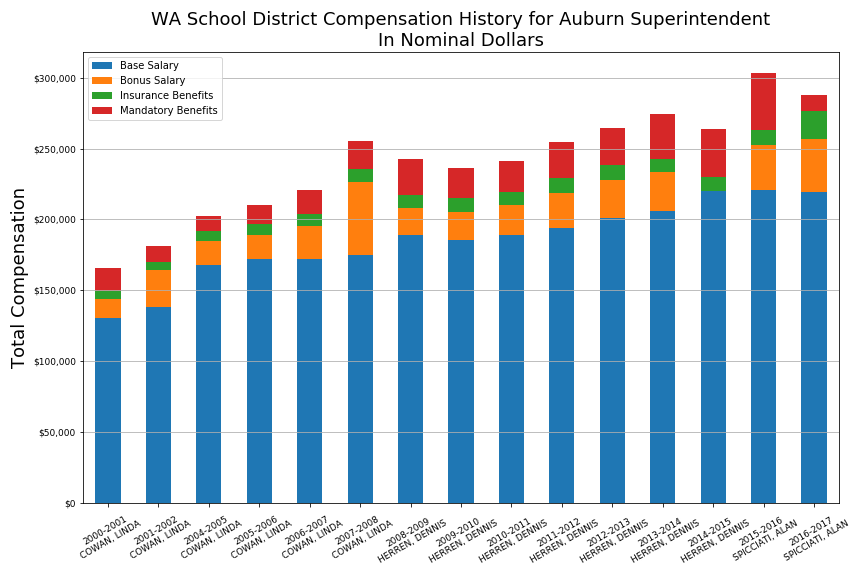 WA School District Compensation History for Auburn Superintendent
In Nominal Dollars
Base Salary
Bonus Salary
Insurance Benefits
Mandatory Benefits
Total Compensation
$300,000
$250,000
$200,000
$150,000
$100,000
$50,000
$0
2000-2001
COWAN, LINDA
2001-2002
COWAN, LINDA
2004-2005
COWAN, LINDA
2005-2006
COWAN, LINDA
2006-2007
COWAN, LINDA
2007-2008
COWAN, LINDA
2008-2009
HERREN, DENNIS
2009-2010
HERREN, DENNIS
2010-2011
HERREN, DENNIS
2011-2012
HERREN, DENNIS
2012-2013
HERREN, DENNIS
2013-2014
HERREN, DENNIS
2014-2015
HERREN, DENNIS
2015-2016
SPICCIATI, ALAN
2016-2017
SPICCIATI, ALAN